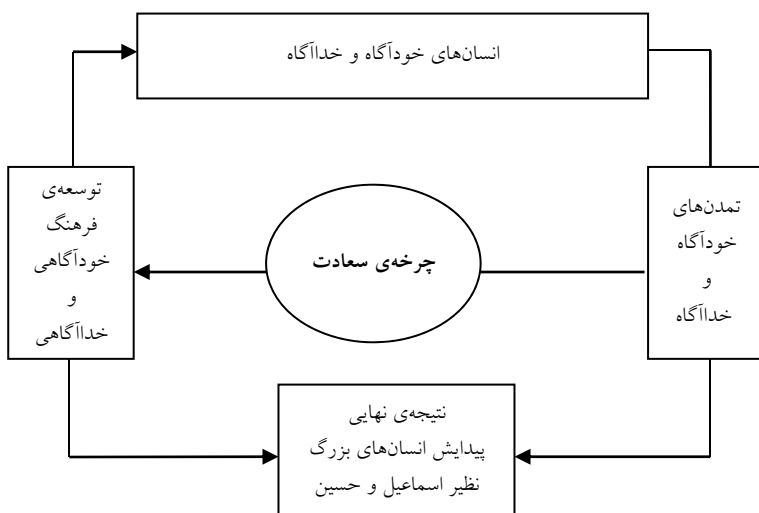 انسان‌های خودآگاه و خداآگاه
تمدن‌های
خودآگاه
و
خداآگاه
چرخه‌ی سعادت
توسعه‌ی
فرهنگ
خودآگاهی
و
خداآگاهی
نتیجه‌ی نهایی
پیدایش انسان‌های بزرگ
نظیر اسماعیل و حسین